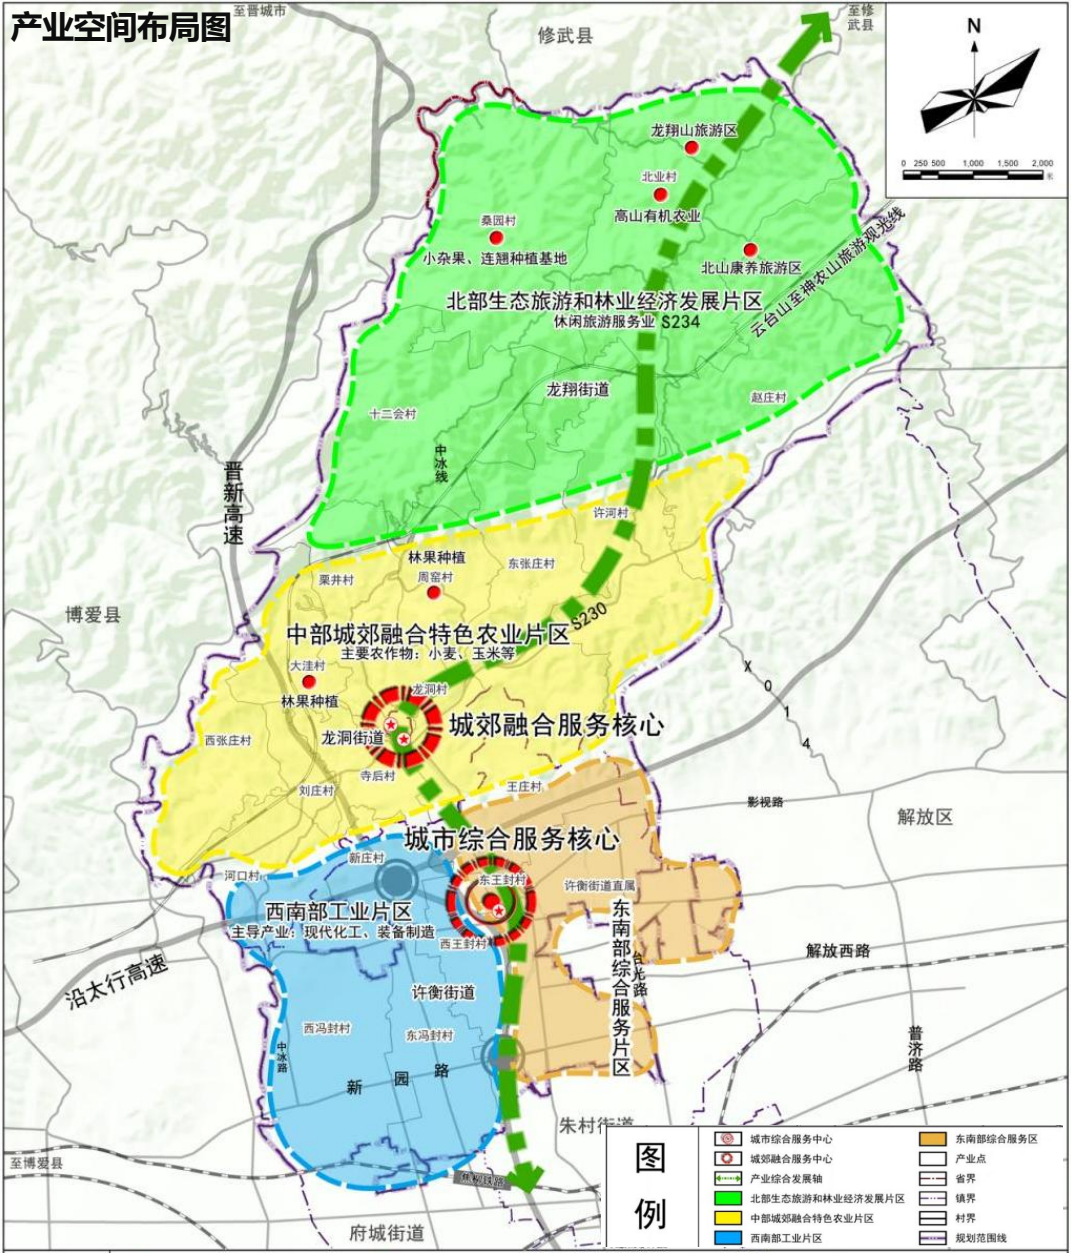 产业空间布局图
至晋城市
修武县
至修
武县
N
0 250 500 1,000 1,500 2,000
米
龙翔山旅游区
北业村
高山有机农业
桑园村
小杂果、连翘种植基地
北山康养旅游区
云台山至神农山旅游观光线
北部生态旅游和林业经济发展片区
休闲旅游服务业
S234
龙翔街道
赵庄村
十二会村
中冰线
晋新高速
许河村
林果种植
栗井村
周窑村
东张庄村
博爱县
S230
中部城郊融合特色农业片区
主要农作物：小麦、玉米等
大洼村
林果种植
龙洞村
X014
城郊融合服务核心
龙洞街道
西张庄村
寺后村
刘庄村
王庄村
影视路
解放区
城市综合服务核心
新庄村
河口村
东王封村
许衡街道直属
西南部工业片区
主导产业：现代化工、装备制造
西王封村
东南部综合服务片区
解放西路
沿太行高速
许衡街道
西冯封村
东冯封村
中冰路
普济路
新园路
朱村街道
至博爱县
府城街道
图例
城市综合服务中心
城郊融合服务中心
产业综合发展轴
北部生态旅游和林业经济发展片区
中部城郊融合特色农业片区
西南部工业片区
东南部综合服务区
产业点
省界
镇界
村界
规划范围线